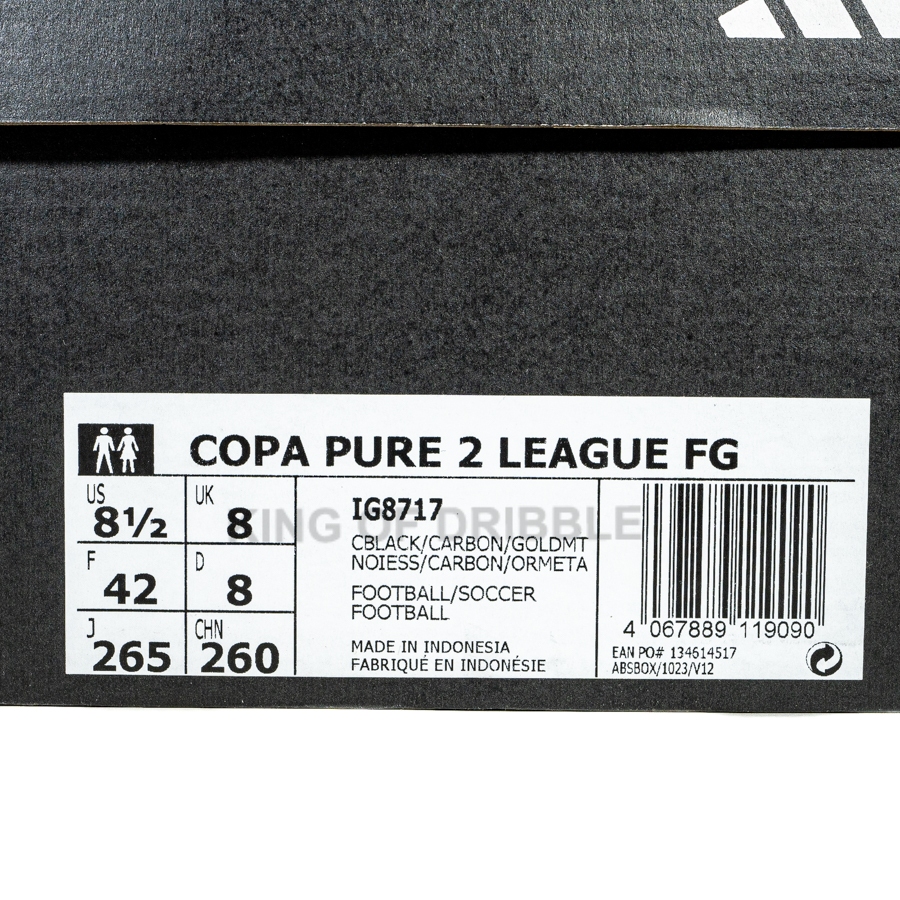 COPA PURE 2 LEAGUE FG
US 8½
UK 8
F 42
D 8
J 265
CHN 260
IG8717
KING OF DRIBBLE
CBLACK/CARBON/GOLDMT
NOIESS/CARBON/ORMETA
FOOTBALL/SOCCER
FOOTBALL
MADE IN INDONESIA
FABRIQUÉ EN INDONÉSIE
4 067889 119090
EAN PO# 134614517
ABSBOX/1023/V12